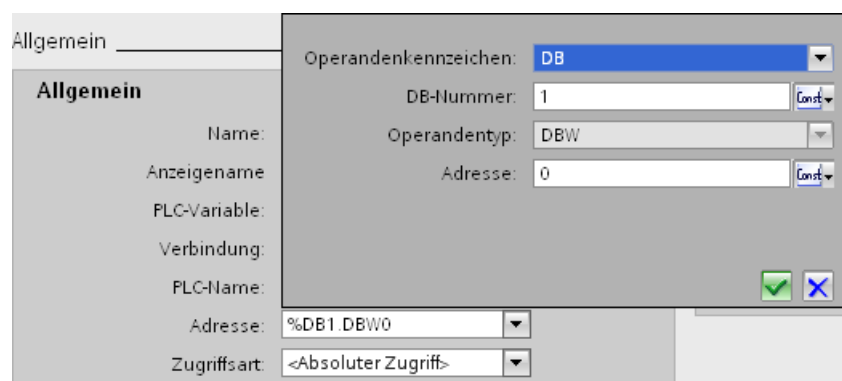 Allgemein
Operandenkennzeichen: DB
Allgemein
DB-Nummer: 1 Const
Name:
Operandentyp: DBW
Anzeigename
Adresse: 0 Const
PLC-Variable:
Verbindung:
PLC-Name:
Adresse: %DB1.DBW0
Zugriffsart: <Absoluter Zugriff>